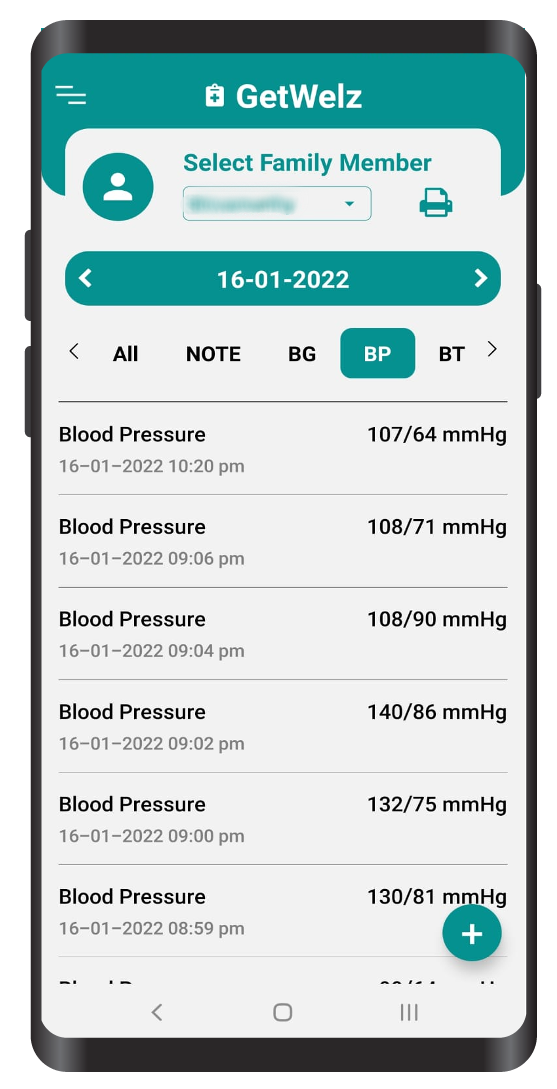 GetWelz
Select Family Member
16-01-2022
All NOTE BG BP BT
Blood Pressure 107/64 mmHg
16-01-2022 10:20 pm
Blood Pressure 108/71 mmHg
16-01-2022 09:06 pm
Blood Pressure 108/90 mmHg
16-01-2022 09:04 pm
Blood Pressure 140/86 mmHg
16-01-2022 09:02 pm
Blood Pressure 132/75 mmHg
16-01-2022 09:00 pm
Blood Pressure 130/81 mmHg
16-01-2022 08:59 pm